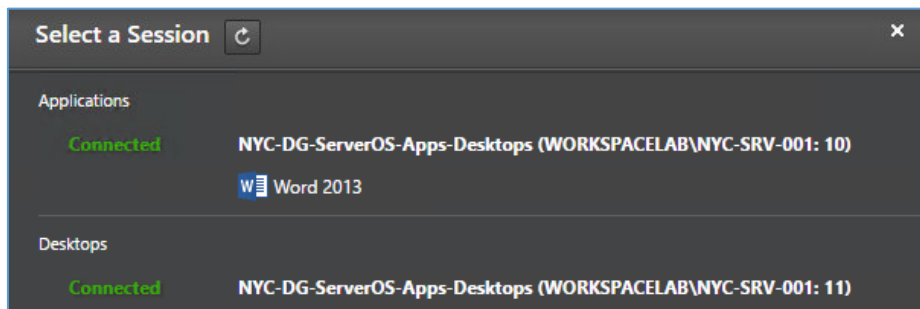 Select a Session
Applications
Connected NYC-DG-ServerOS-Apps-Desktops (WORKSPACELAB\NYC-SRV-001: 10)
Word 2013
Desktops
Connected NYC-DG-ServerOS-Apps-Desktops (WORKSPACELAB\NYC-SRV-001: 11)